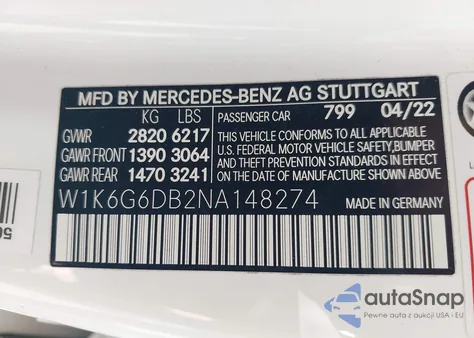 MFD BY MERCEDES-BENZ AG STUTTGART
KG LBS PASSENGER CAR 799 04/22
GVWR 2820 6217
GAWR FRONT 1390 3064
GAWR FRONT 1470 3241
THIS VEHICLE CONFORMS TO ALL APPLICABLE
U.S. FEDERAL MOTOR VEHICLE SAFETY, BUMPER
AND THEFT PREVENTION STANDARDS IN EFFECT
ON THE DATE OF MANUFACTURE SHOWN ABOVE.
W1K6G6DB2NA148274 MADE IN GERMANY
autoSnap
Pewne auta z aukcji USA i EU